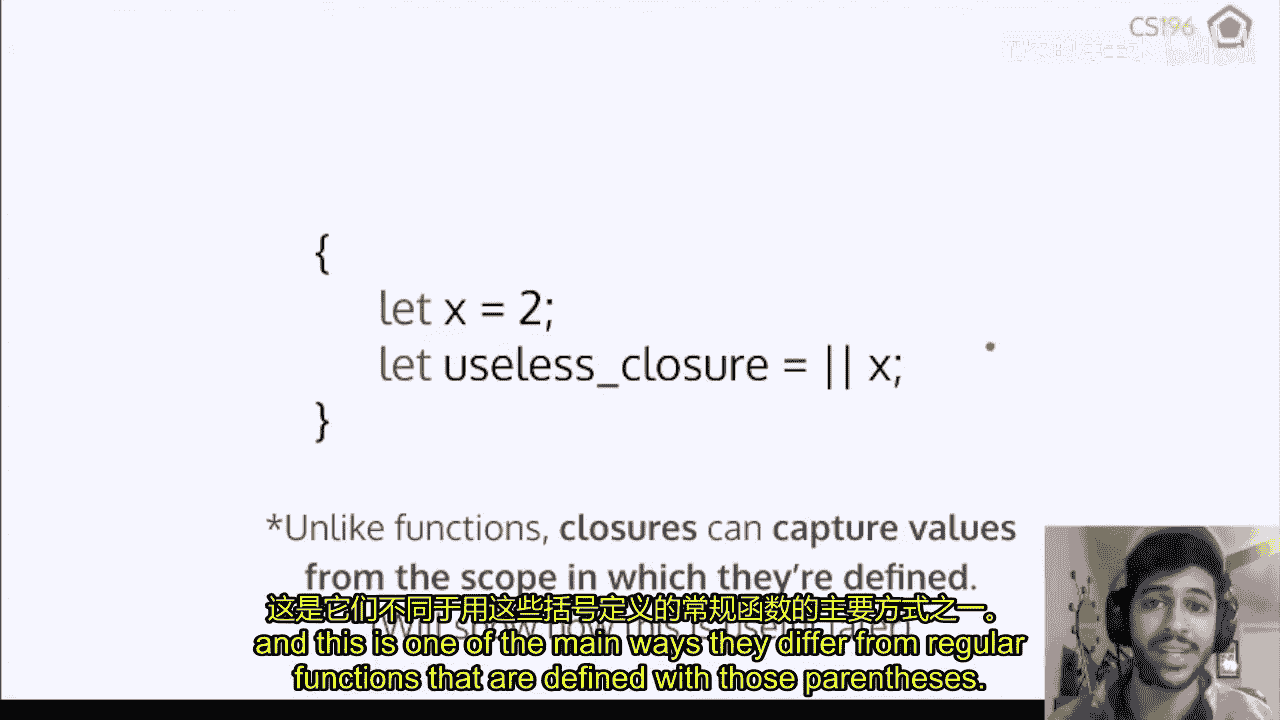 CS196
{
let x = 2;
let useless_closure = || x;
}
*Unlike functions, closures can capture values
from the scope in which they're defined.
这是它们不同于用这些括号定义的常规函数的主要方式之一。
and this is one of the main ways they differ from regular
functions that are defined with those parentheses.